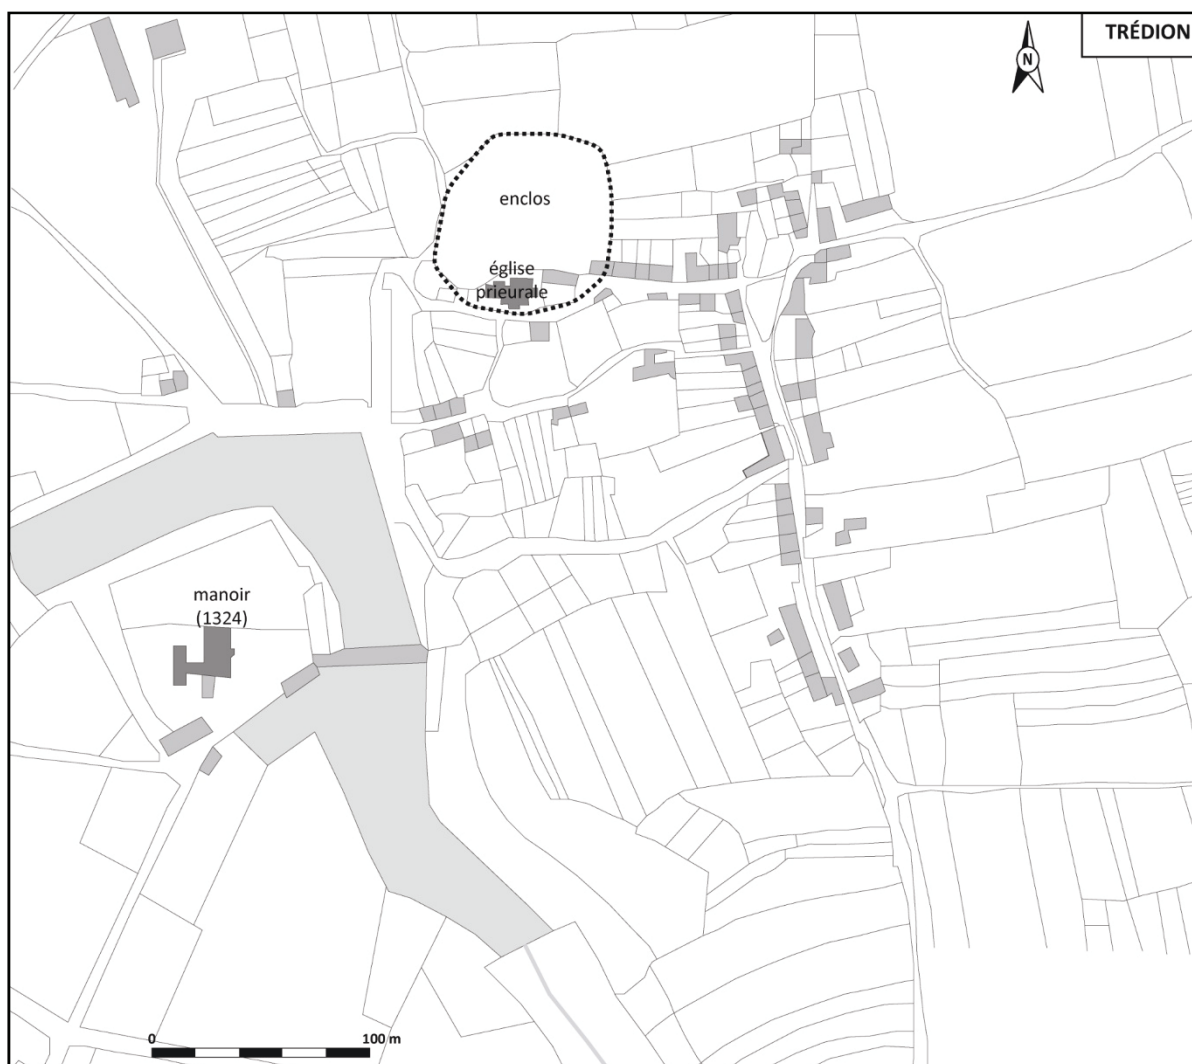 TRÉDION
N
enclos
église
prieurale
manoir
(1324)
0
100 m